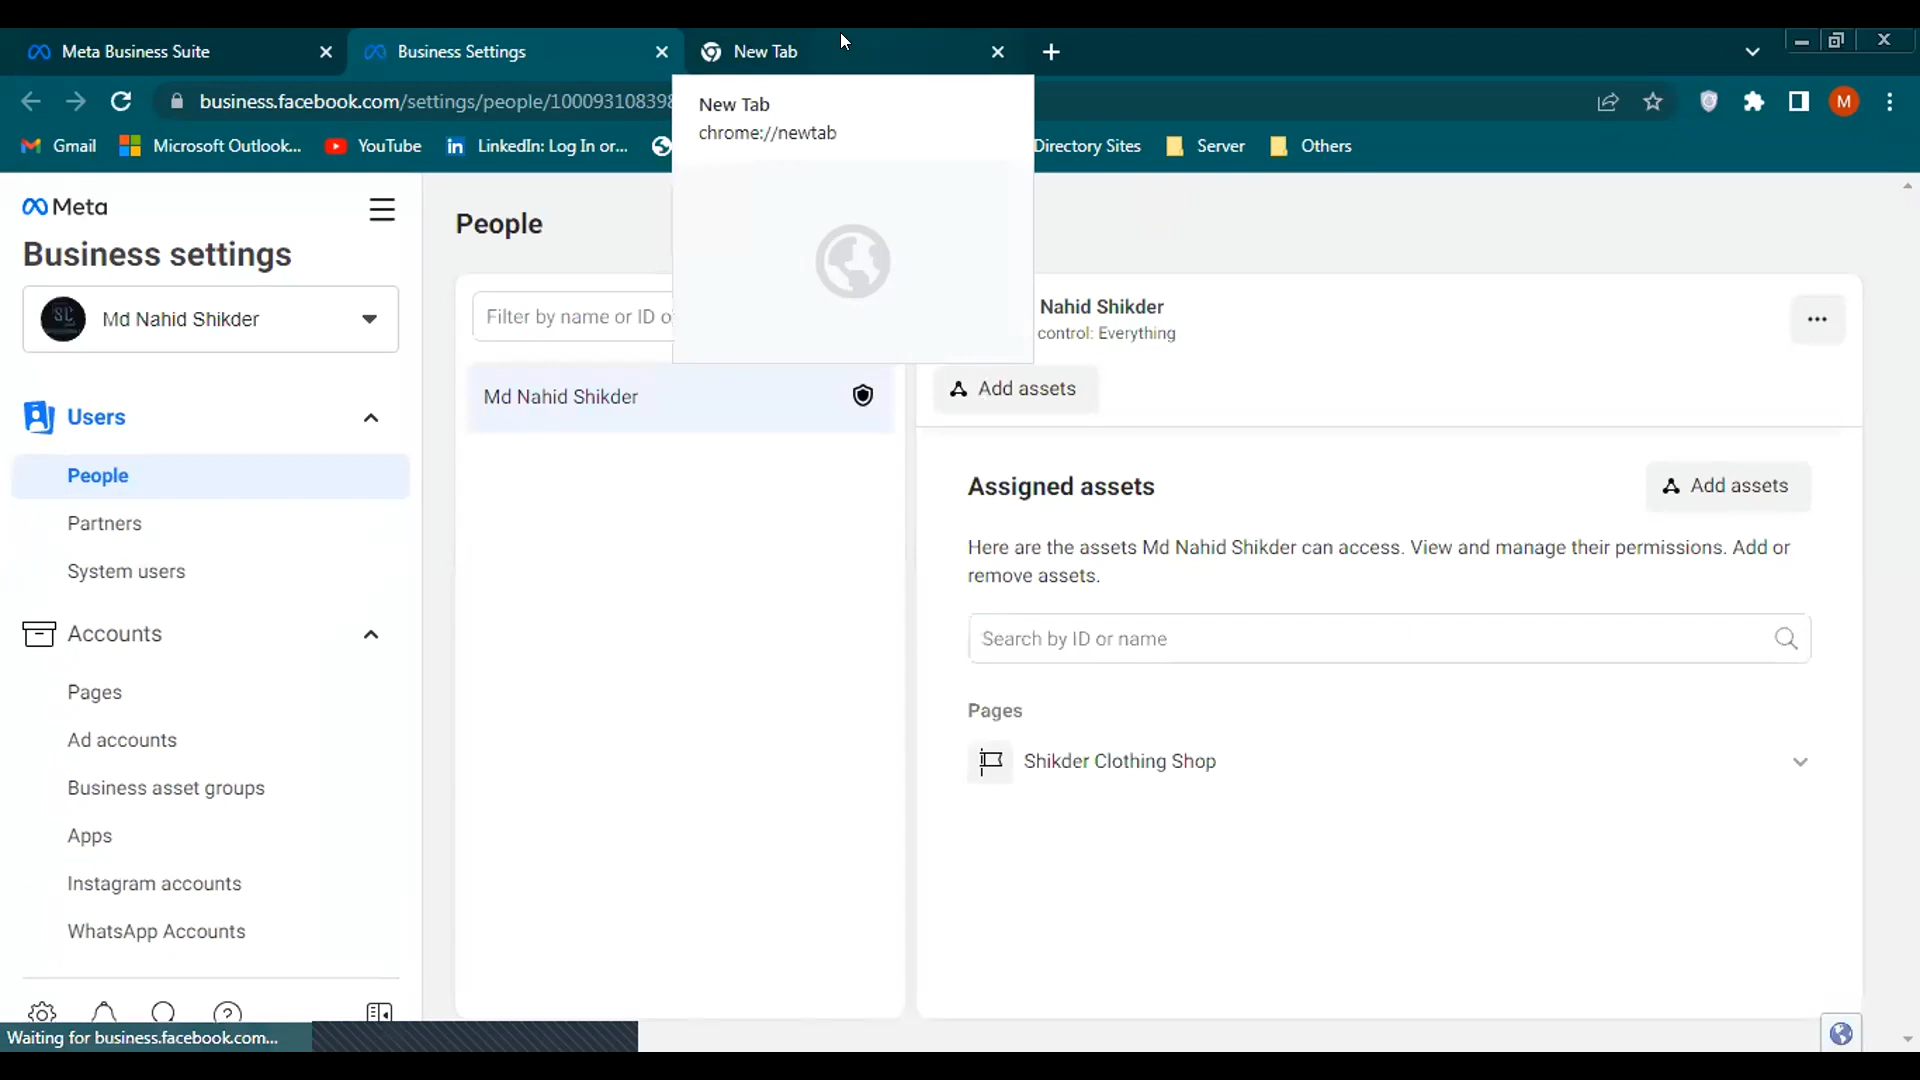 Meta Business Suite
Business Settings
New Tab
business.facebook.com/settings/people/100093108398
Gmail
Microsoft Outlook...
YouTube
LinkedIn: Log In or...
Directory Sites
Server
Others
M
New Tab
chrome://newtab
Meta
Business settings
SC
Md Nahid Shikder
Users
People
Partners
System users
Accounts
Pages
Ad accounts
Business asset groups
Apps
Instagram accounts
WhatsApp Accounts
People
Filter by name or ID o
Md Nahid Shikder
Nahid Shikder
control: Everything
Add assets
Assigned assets
Add assets
Here are the assets Md Nahid Shikder can access. View and manage their permissions. Add or
remove assets.
Search by ID or name
Pages
Shikder Clothing Shop
Waiting for business.facebook.com...